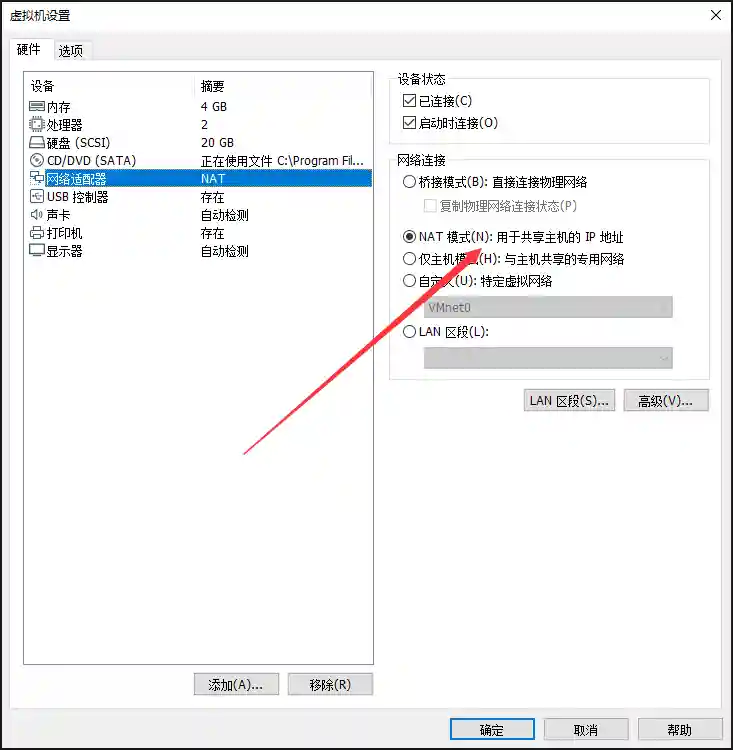 虚拟机设置
硬件 选项
设备 摘要
内存 4 GB
处理器 2
硬盘 (SCSI) 20 GB
CD/DVD (SATA) 正在使用文件 C:\Program Fil...
网络适配器 NAT
USB 控制器 存在
声卡 自动检测
打印机 存在
显示器 自动检测
添加(A)... 移除(R)
设备状态
已连接(C)
启动时连接(O)
网络连接
桥接模式(B): 直接连接物理网络
复制物理网络连接状态(P)
NAT 模式(N): 用于共享主机的 IP 地址
仅主机模式(H): 与主机共享的专用网络
自定义(U): 特定虚拟网络
VMnet0
LAN 区段(L):
LAN 区段(S)... 高级(V)...
确定 取消 帮助